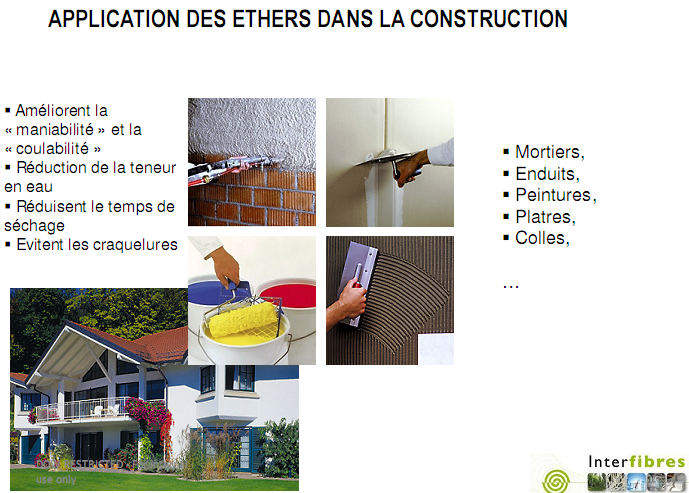 APPLICATION DES ETHERS DANS LA CONSTRUCTION
▪ Améliorent la
« maniabilité » et la
« coulabilité »
▪ Réduction de la teneur
en eau
▪ Réduisent le temps de
séchage
▪ Evitent les craquelures
▪ Mortiers,
▪ Enduits,
▪ Peintures,
▪ Platres,
▪ Colles,
…
use only
Interfibres